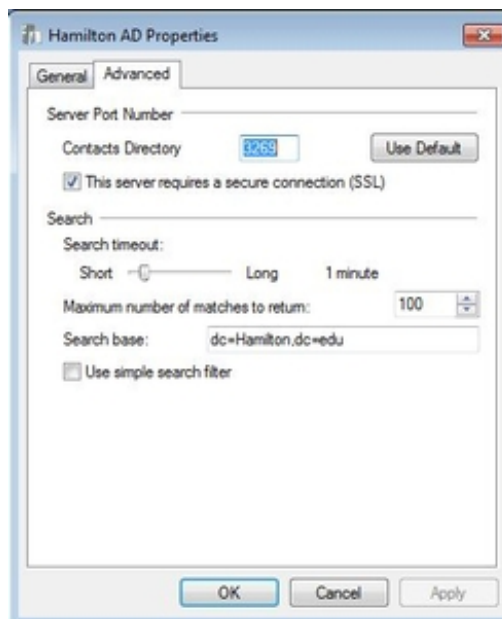 Hamilton AD Properties
General Advanced
Server Port Number
Contacts Directory 3269 Use Default
This server requires a secure connection (SSL)
Search
Search timeout:
Short Long 1 minute
Maximum number of matches to return: 100
Search base: dc=Hamilton,dc=edu
Use simple search filter
OK Cancel Apply